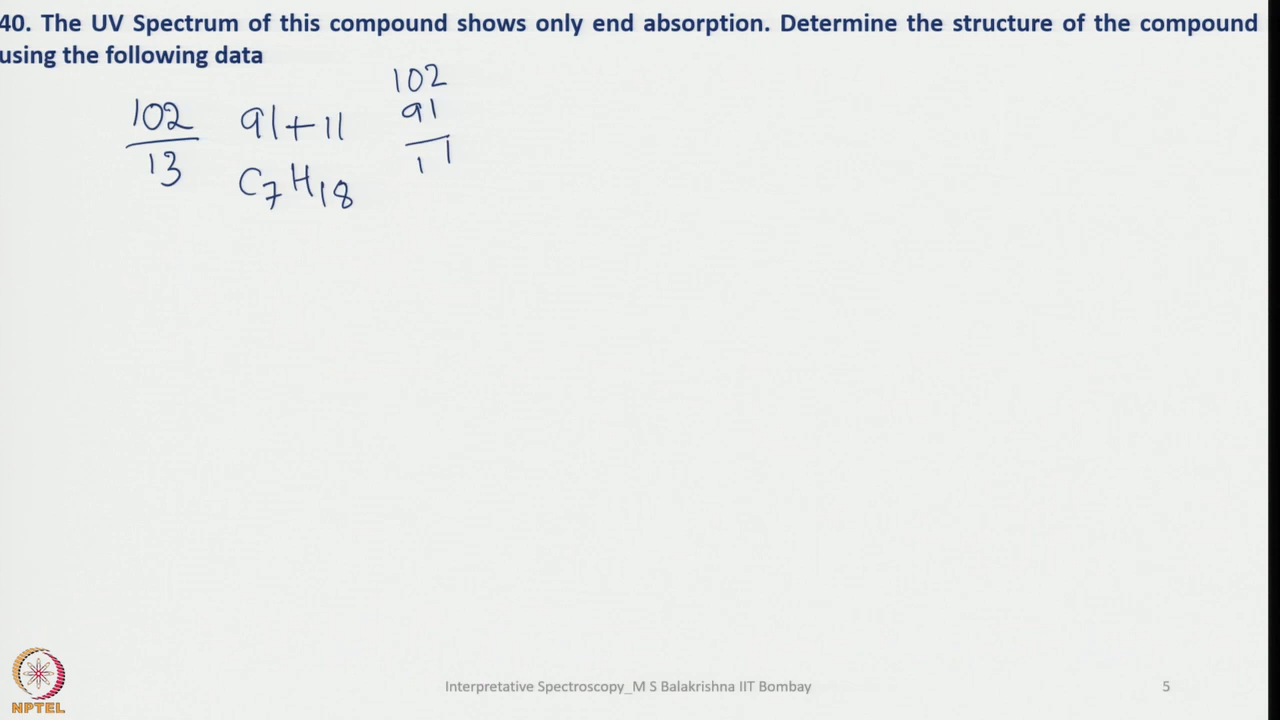 40. The UV Spectrum of this compound shows only end absorption. Determine the structure of the compound
using the following data
102
13
91+11
C7H18
102
91
11
Interpretative Spectroscopy_M S Balakrishna IIT Bombay
5
NPTEL